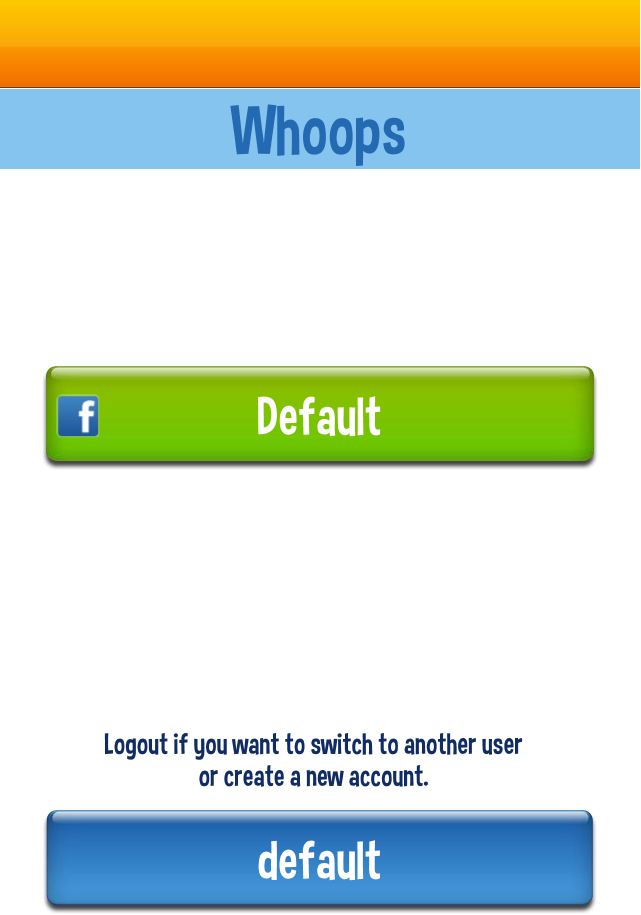 Whoops
f Default
Logout if you want to switch to another user
or create a new account.
default